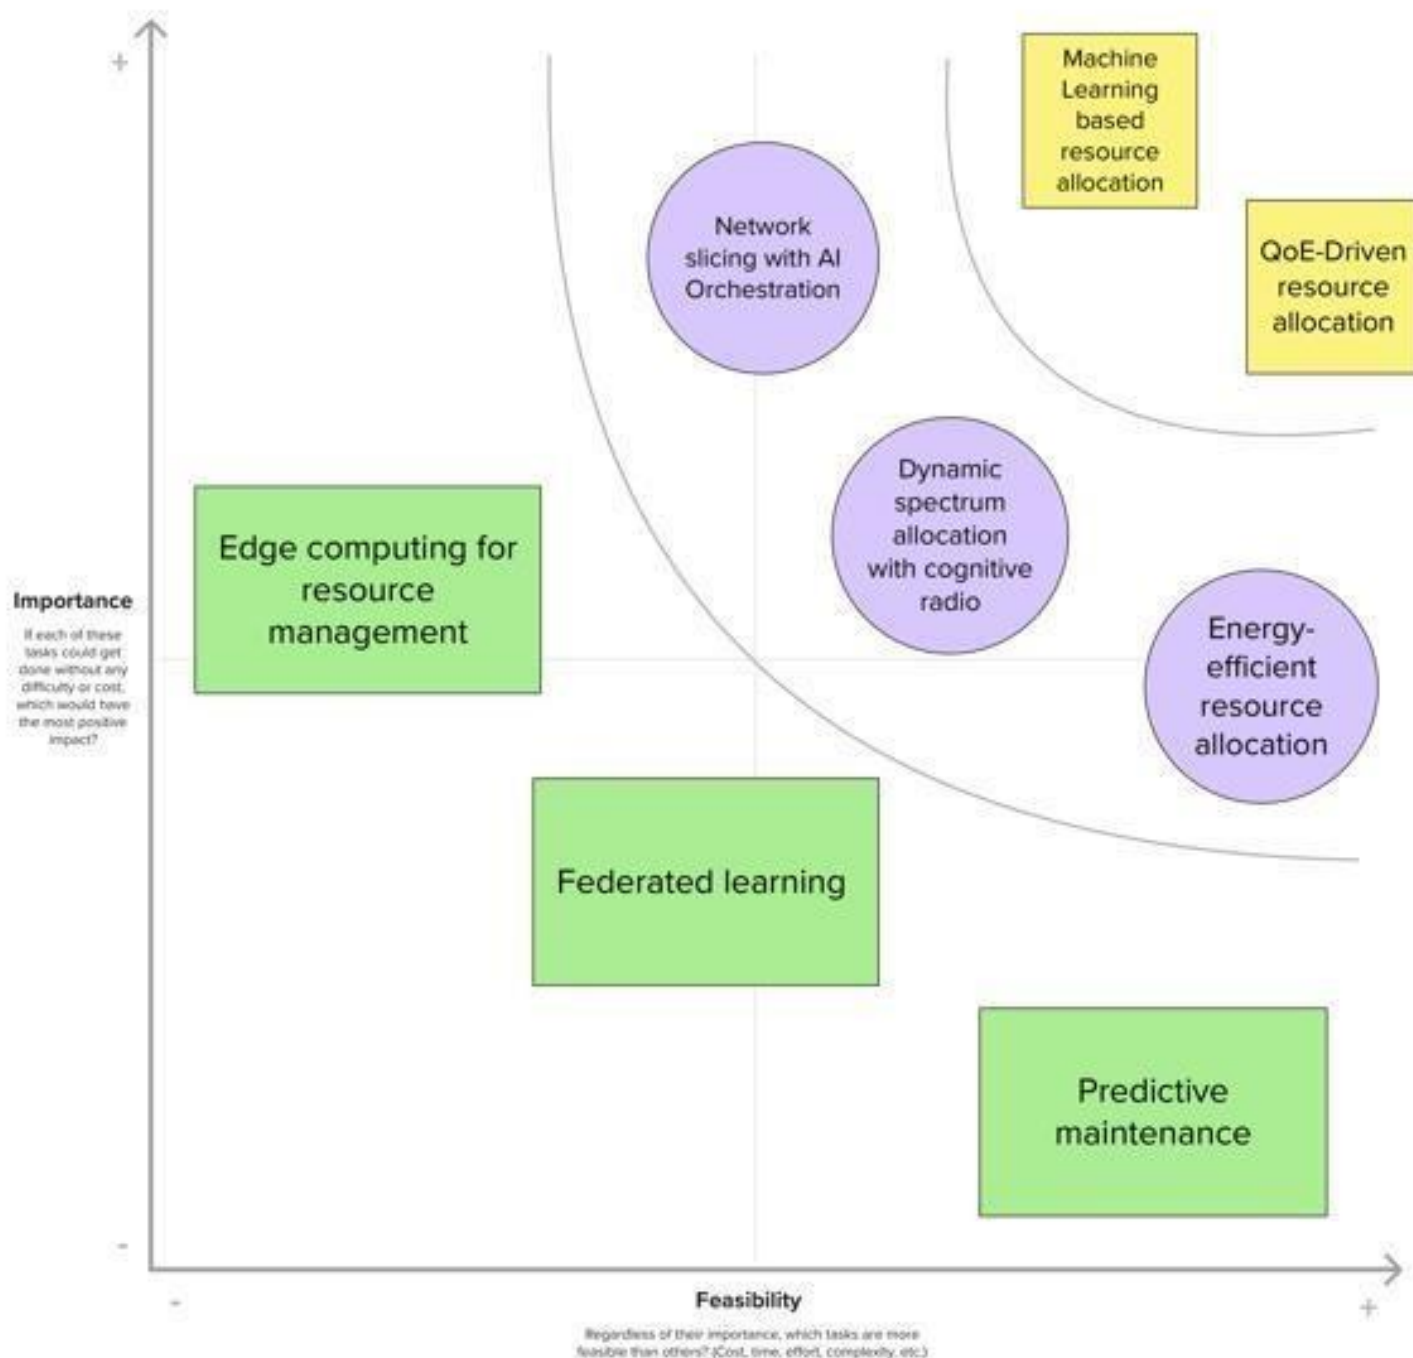 +
Machine
Learning
based
resource
allocation
Network
slicing with AI
Orchestration
QoE-Driven
resource
allocation
Dynamic
spectrum
allocation
with cognitive
radio
Edge computing for
resource
management
Importance
If each of these
tasks could get
done without any
difficulty or cost,
which would have
the most positive
impact?
Energy-
efficient
resource
allocation
Federated learning
Predictive
maintenance
-
-
Feasibility
+
Regardless of their importance, which tasks are more
feasible than others? (Cost, time, effort, complexity, etc.)